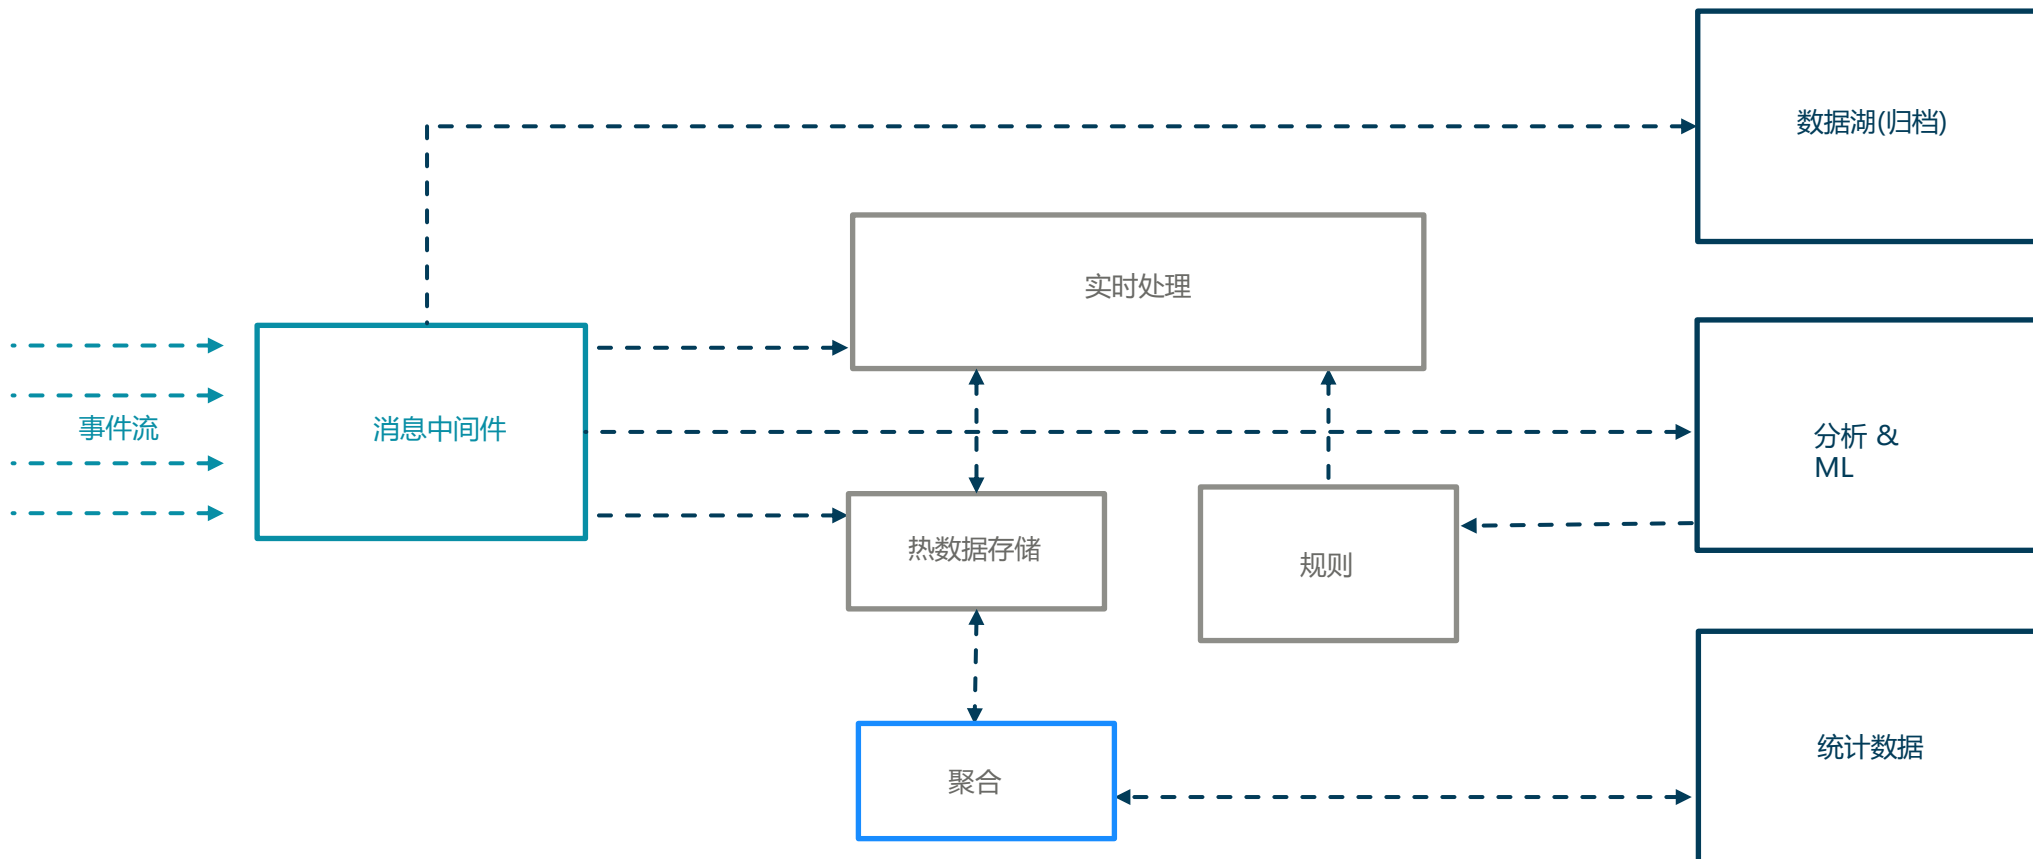 数据湖(归档)
实时处理
事件流
消息中间件
分析 &
ML
热数据存储
规则
统计数据
聚合